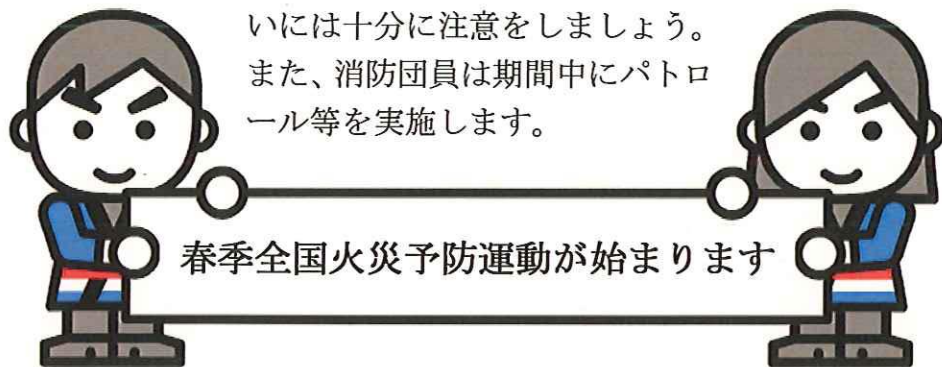 いには十分に注意をしましょう。
また、消防団員は期間中にパトロ
ール等を実施します。
春季全国火災予防運動が始まります